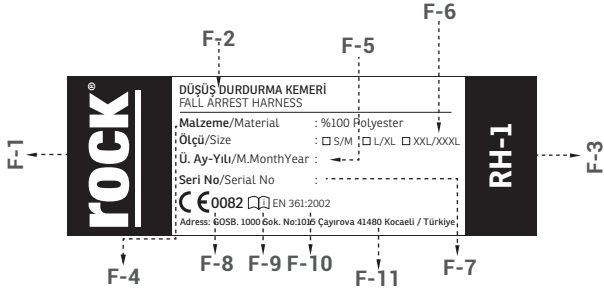 F-6
F-2
F-5
DÜŞÜŞ DURDURMA KEMERİ
FALL ARREST HARNESS
Malzeme/Material : %100 Polyester
Ölçü/Size : S/M L/XL XXL/XXXL
Ü. Ay-Yılı/M.MonthYear :
Seri No/Serial No :
CE 0082 i EN 361:2002
Adress: GOSB. 1000 Sok. No:1015 Çayırova 41480 Kocaeli / Türkiye
F-1
rock®
RH-1
F-3
F-4
F-8
F-9
F-10
F-11
F-7